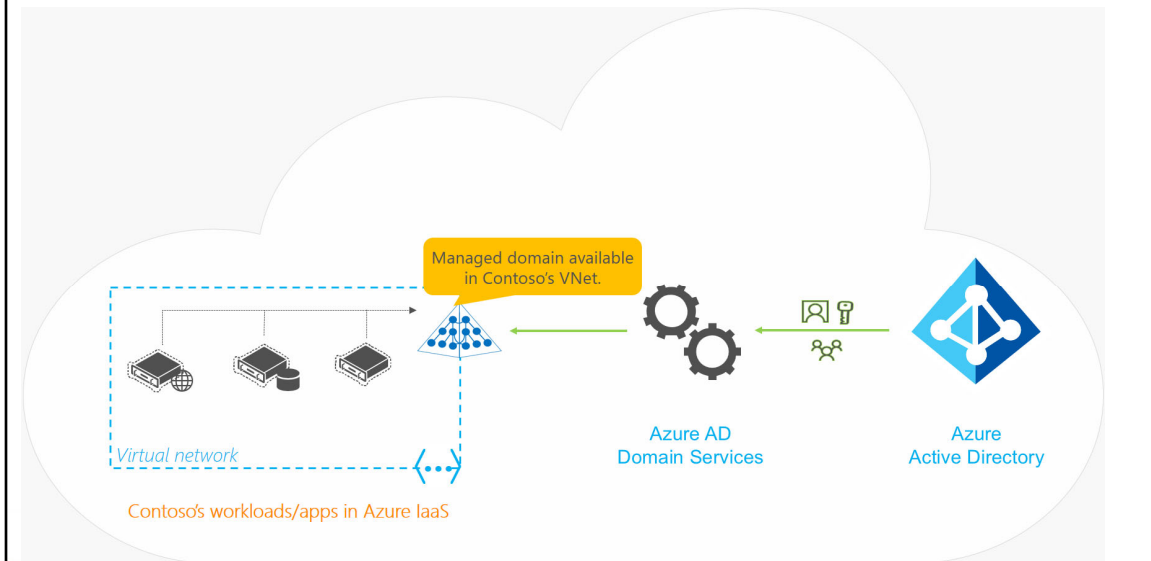 Managed domain available
in Contoso's VNet.
Virtual network
Contoso's workloads/apps in Azure IaaS
Azure AD
Domain Services
Azure
Active Directory